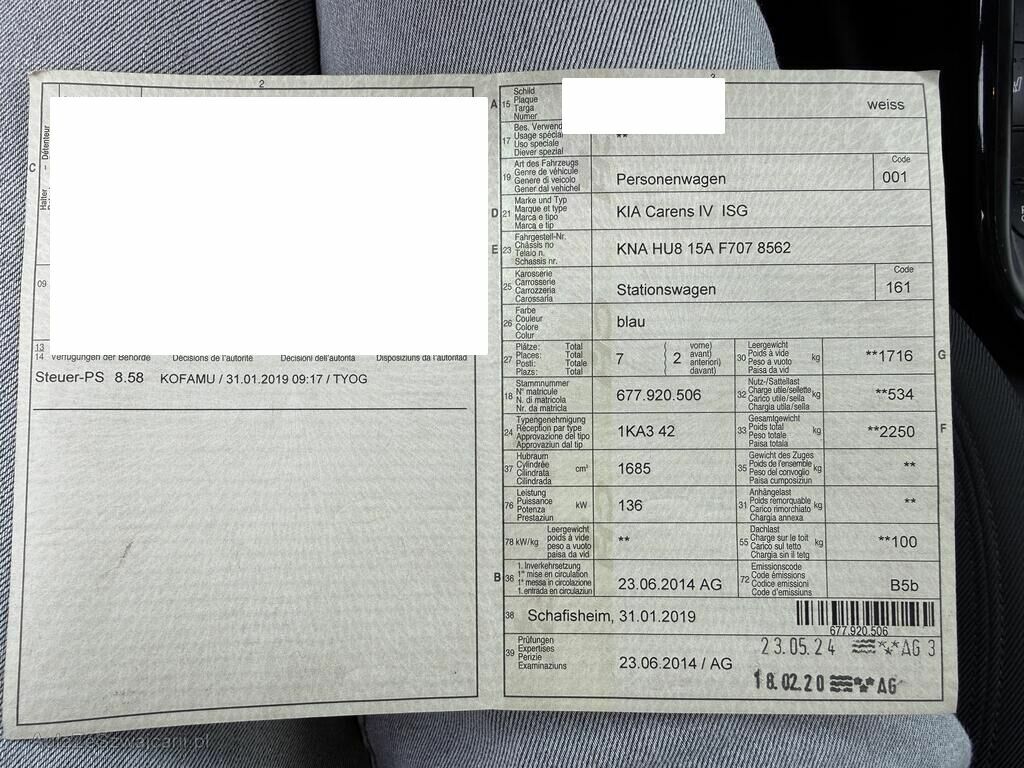 2
C
Halter
Détenteur
09
13
14 Verfügungen der Behörde Décisions de l'autorité Decisioni dell'autorità Disposiziuns da l'autoritad
Steuer-PS 8.58 KOFAMU / 31.01.2019 09:17 / TYOG
3
A 15 Schild
Plaque
Targa
Numer
weiss
17 Bes. Verwend
Usage spécial
Uso speciale
Diever spezial
**
19 Art des Fahrzeugs
Genre de véhicule
Genere di veicolo
Gener dal vehichel
Personenwagen
Code
001
D 21 Marke und Typ
Marque et type
Marca e tipo
Marca e tip
KIA Carens IV ISG
E 23 Fahrgestell-Nr.
Châssis no
Telaio n.
Schassis nr.
KNA HU8 15A F707 8562
25 Karosserie
Carrosserie
Carrozzeria
Carossaria
Stationswagen
Code
161
26 Farbe
Couleur
Colore
Colur
blau
27 Plätze: Total
Places: Total
Posti: Totale
Plazs: Total
7
( 2 vorne)
avant)
anteriori)
davant)
30 Leergewicht
Poids à vide
Peso a vuoto
Paisa da vid
kg
**1716 G
18 Stammnummer
N° matricule
N. di matricola
Nr. da matricla
677.920.506
32 Nutz-/Sattellast
Charge utile/sellette
Carico utile/sella
Chargia utila/sella
kg
**534
24 Typengenehmigung
Réception par type
Approvazione del tipo
Approvaziun dal tip
1KA3 42
33 Gesamtgewicht
Poids total
Peso totale
Paisa totala
kg
**2250 F
37 Hubraum
Cylindrée
Cilindrata
Cilindrada
cm³
1685
35 Gewicht des Zuges
Poids de l'ensemble
Peso del convoglio
Paisa cumposiziun
kg
**
76 Leistung
Puissance
Potenza
Prestaziun
kW
136
31 Anhängelast
Poids remorquable
Carico rimorchiato
Chargia annexa
kg
**
78 kW/kg Leergewicht
poids à vide
peso a vuoto
paisa da vid
**
55 Dachlast
Charge sur le toit
Carico sul tetto
Chargia sin il tetg
kg
**100
B 36 1. Inverkehrsetzung
1re mise en circulation
1a messa in circolazione
1. entrada en circulaziun
23.06.2014 AG
72 Emissionscode
Code émissions
Codice emissioni
Code d'emissiuns
B5b
38 Schafisheim, 31.01.2019
677.920.506
39 Prüfungen
Expertises
Perizie
Examinaziuns
23.06.2014 / AG
23.05.24 AG 3
18.02.20 AG